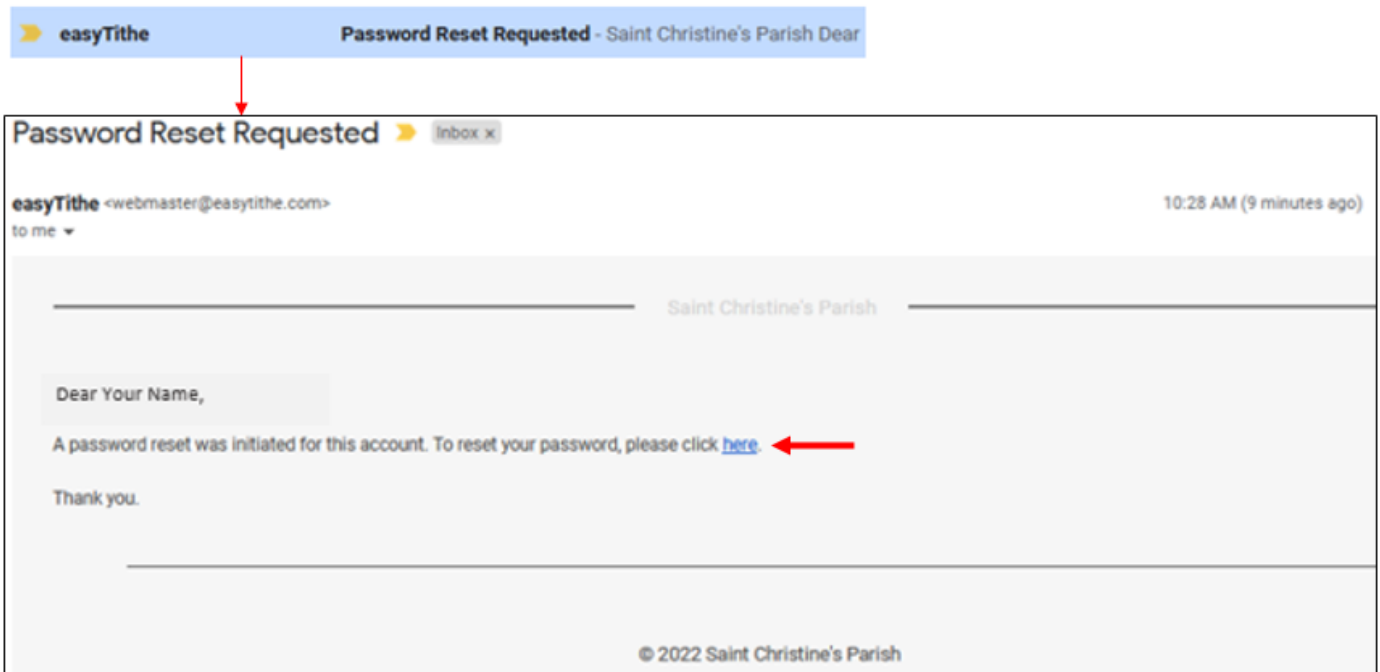 easyTithe Password Reset Requested - Saint Christine's Parish Dear
Password Reset Requested Inbox x
easyTithe <webmaster@easytithe.com> 10:28 AM (9 minutes ago)
to me
Saint Christine's Parish
Dear Your Name,
A password reset was initiated for this account. To reset your password, please click here.
Thank you.
© 2022 Saint Christine's Parish